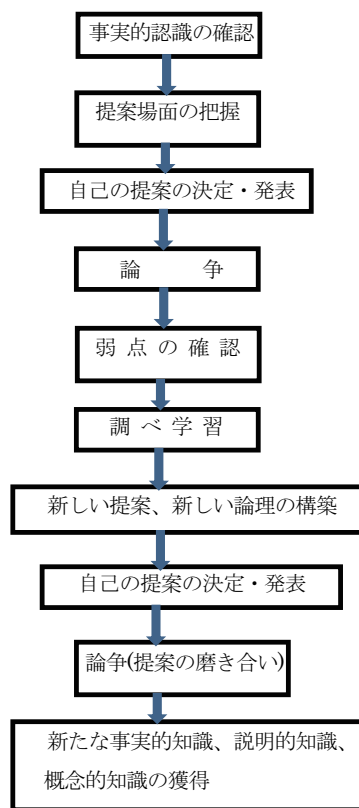 事実的認識の確認
提案場面の把握
自己の提案の決定・発表
論　　争
弱 点 の 確 認
調 べ 学 習
新しい提案、新しい論理の構築
自己の提案の決定・発表
論争(提案の磨き合い)
新たな事実的知識、説明的知識、
概念的知識の獲得